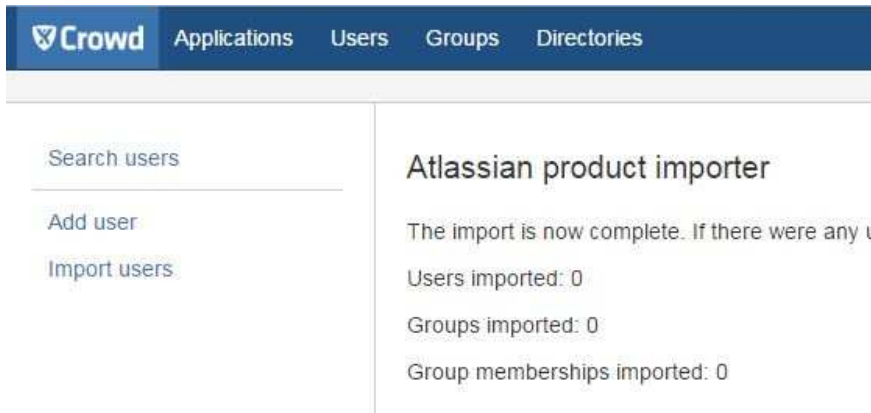 Crowd Applications Users Groups Directories
Search users
Add user
Import users
Atlassian product importer
The import is now complete. If there were any
Users imported: 0
Groups imported: 0
Group memberships imported: 0